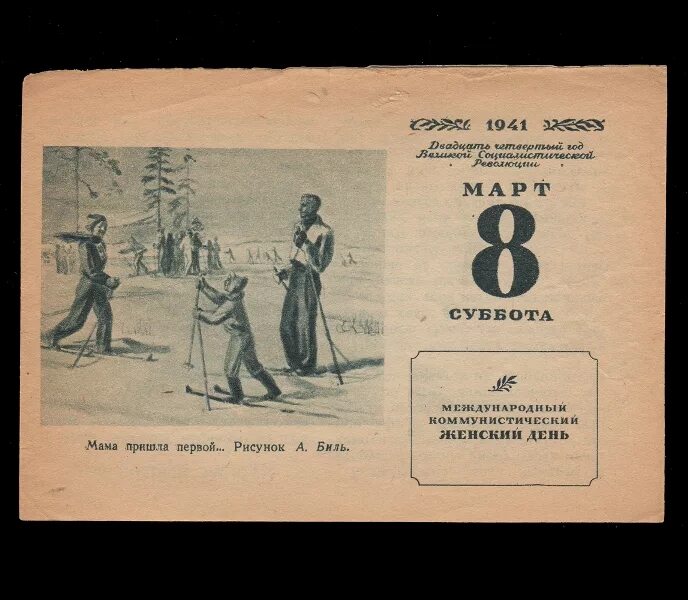 1941
Двадцать четвертый год
Великой Социалистической
Революции
МАРТ
8
СУББОТА
МЕЖДУНАРОДНЫЙ
КОММУНИСТИЧЕСКИЙ
ЖЕНСКИЙ ДЕНЬ
Мама пришла первой... Рисунок А. Биль.